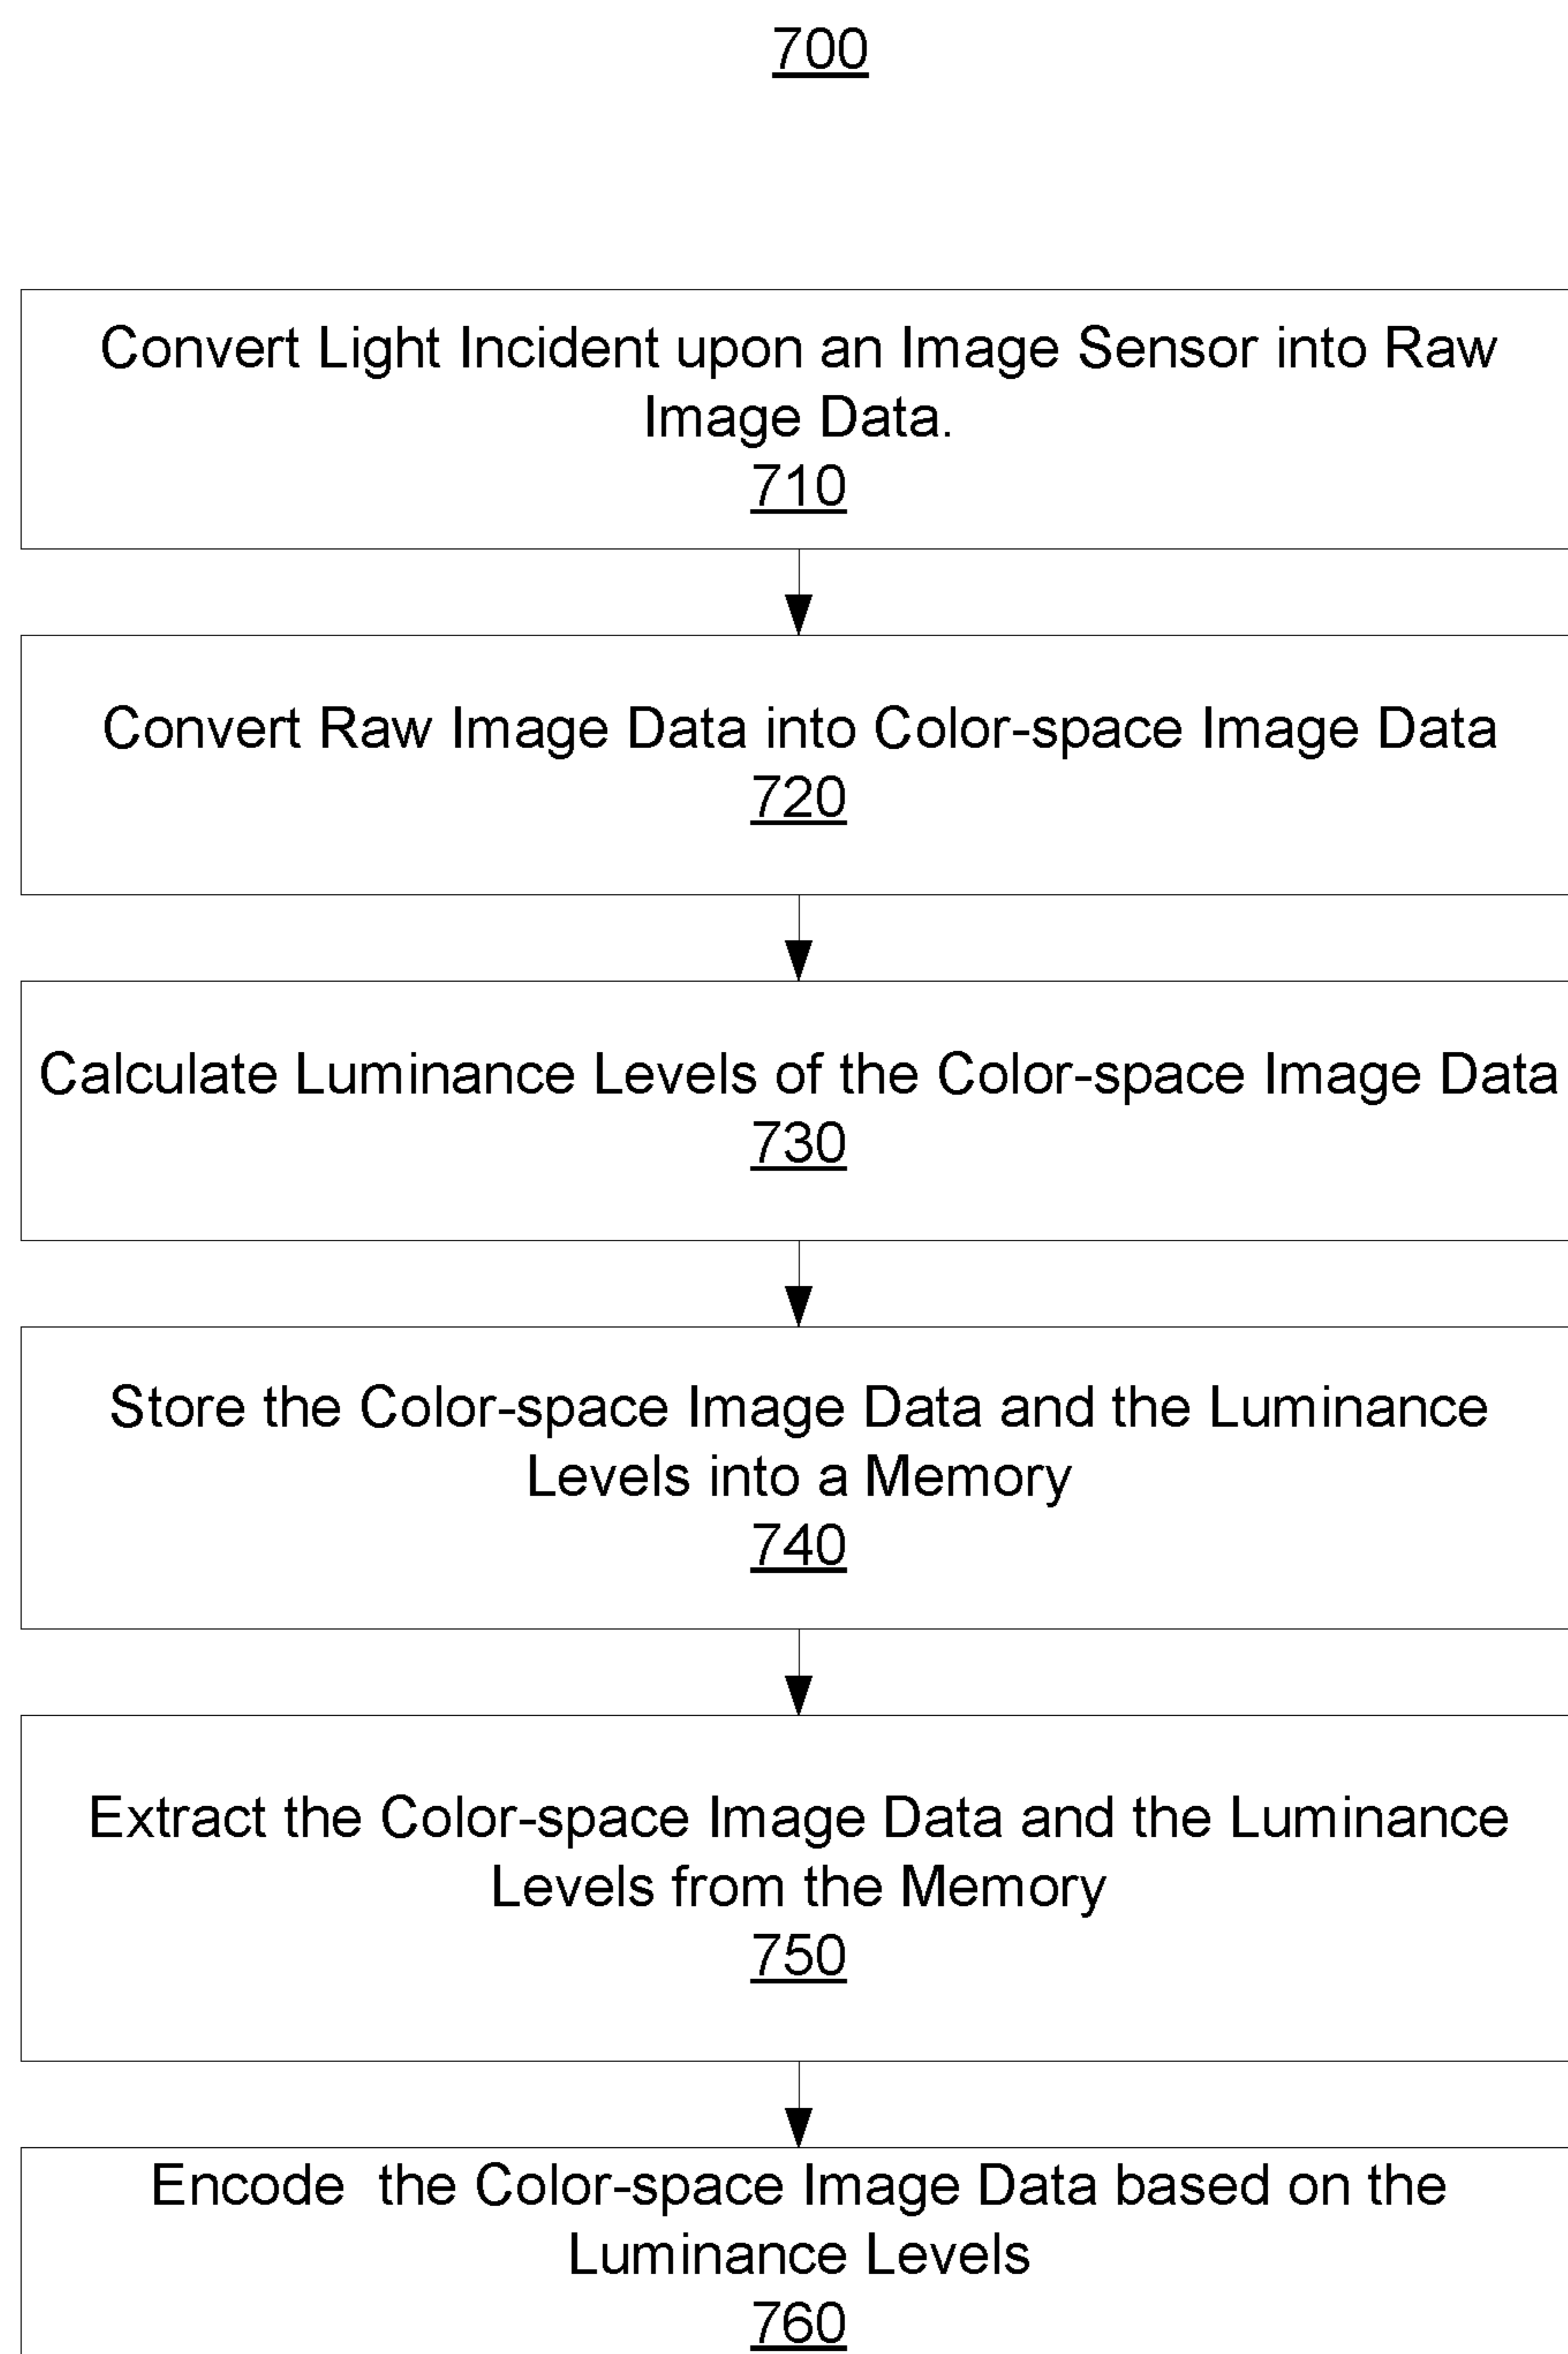 700
Convert Light Incident upon an Image Sensor into Raw
Image Data.
710
Convert Raw Image Data into Color-space Image Data
720
Calculate Luminance Levels of the Color-space Image Data
730
Store the Color-space Image Data and the Luminance
Levels into a Memory
740
Extract the Color-space Image Data and the Luminance
Levels from the Memory
750
Encode  the Color-space Image Data based on the
Luminance Levels
760